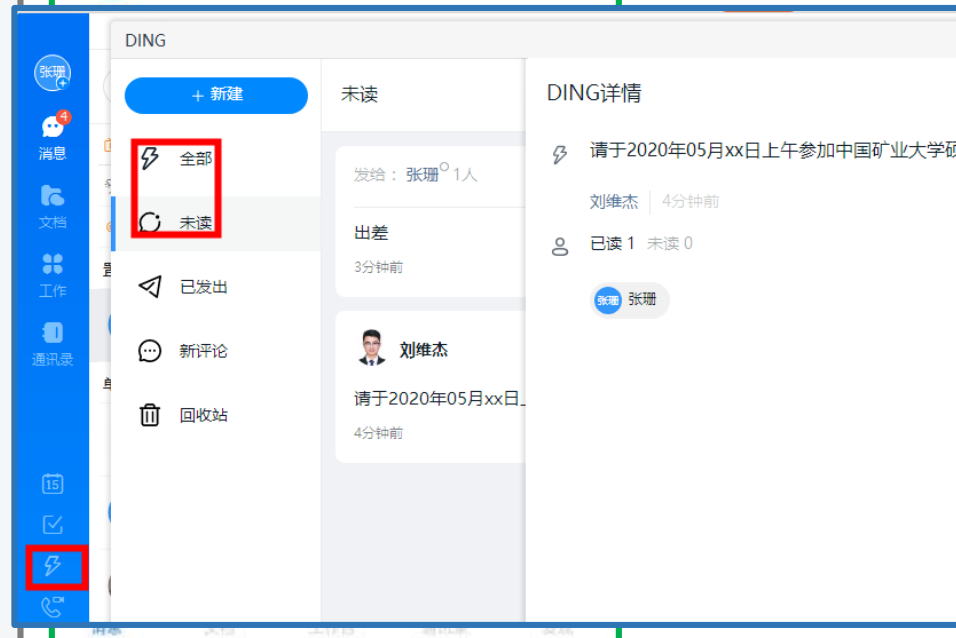 DING
张珊
4
消息
文档
工作
通讯录
15
+ 新建
全部
未读
已发出
新评论
回收站
未读
发给：张珊 1人
出差
3分钟前
刘维杰
请于2020年05月xx日
4分钟前
DING详情
请于2020年05月xx日上午参加中国矿业大学硕
刘维杰 4分钟前
已读 1 未读 0
张珊 张珊